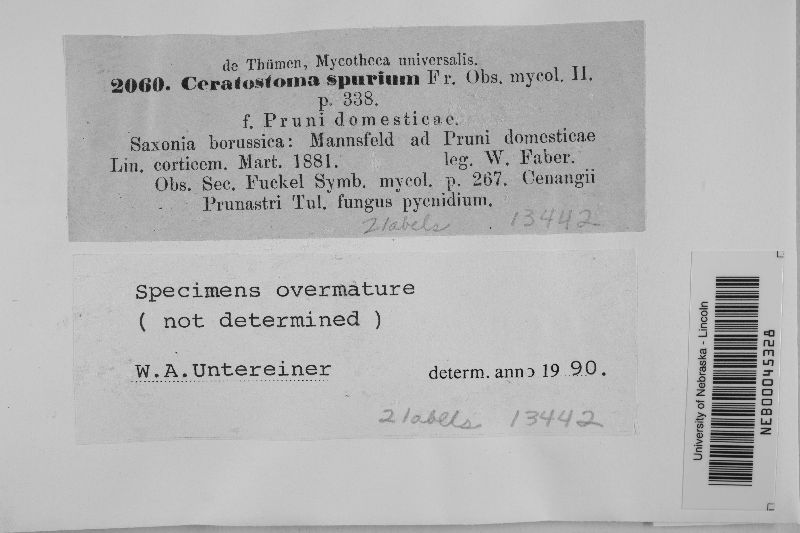 de Thümen, Mycotheca universalis.
2060. Ceratostoma spurium Fr. Obs. mycol. II.
p. 338.
f. Pruni domesticae.
Saxonia borussica: Mannsfeld ad Pruni domesticae
Lin. corticem. Mart. 1881. leg. W. Faber.
Obs. Sec. Fuckel Symb. mycol. p. 267. Cenangii
Prunastri Tul. fungus pycnidium.
2 labels 13442
Specimens overmature
( not determined )
W.A.Untereiner determ. anno 19 90.
2 labels 13442
University of Nebraska - Lincoln
NEB00045328